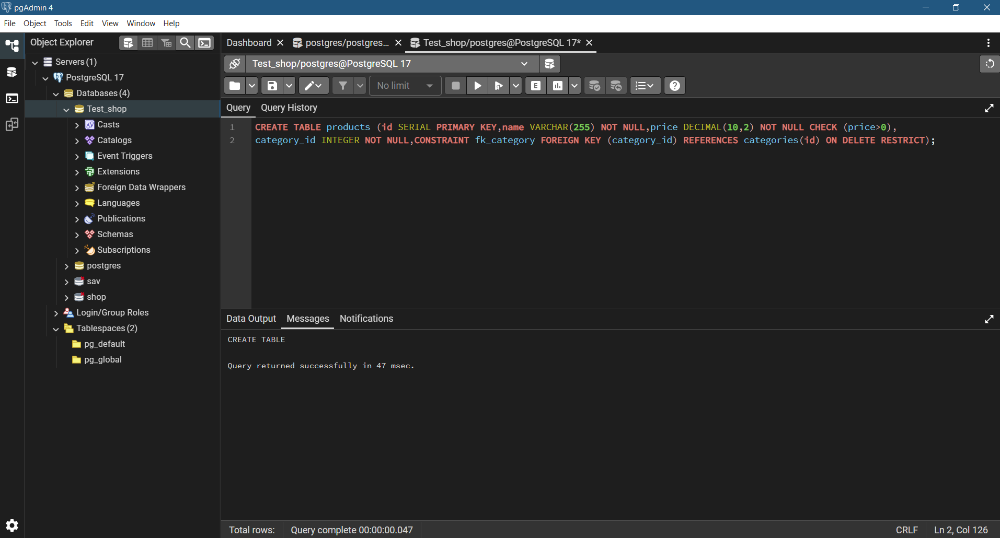 pgAdmin 4
File Object Tools Edit View Window Help
Object Explorer
Dashboard
postgres/postgres...
Test_shop/postgres@PostgreSQL 17*
Servers (1)
PostgreSQL 17
Databases (4)
Test_shop
Casts
Catalogs
Event Triggers
Extensions
Foreign Data Wrappers
Languages
Publications
Schemas
Subscriptions
postgres
sav
shop
Login/Group Roles
Tablespaces (2)
pg_default
pg_global
Test_shop/postgres@PostgreSQL 17
No limit
E
Query Query History
1 CREATE TABLE products (id SERIAL PRIMARY KEY,name VARCHAR(255) NOT NULL,price DECIMAL(10,2) NOT NULL CHECK (price>0),
2 category_id INTEGER NOT NULL,CONSTRAINT fk_category FOREIGN KEY (category_id) REFERENCES categories(id) ON DELETE RESTRICT);
Data Output Messages Notifications
CREATE TABLE
Query returned successfully in 47 msec.
Total rows: Query complete 00:00:00.047 CRLF Ln 2, Col 126